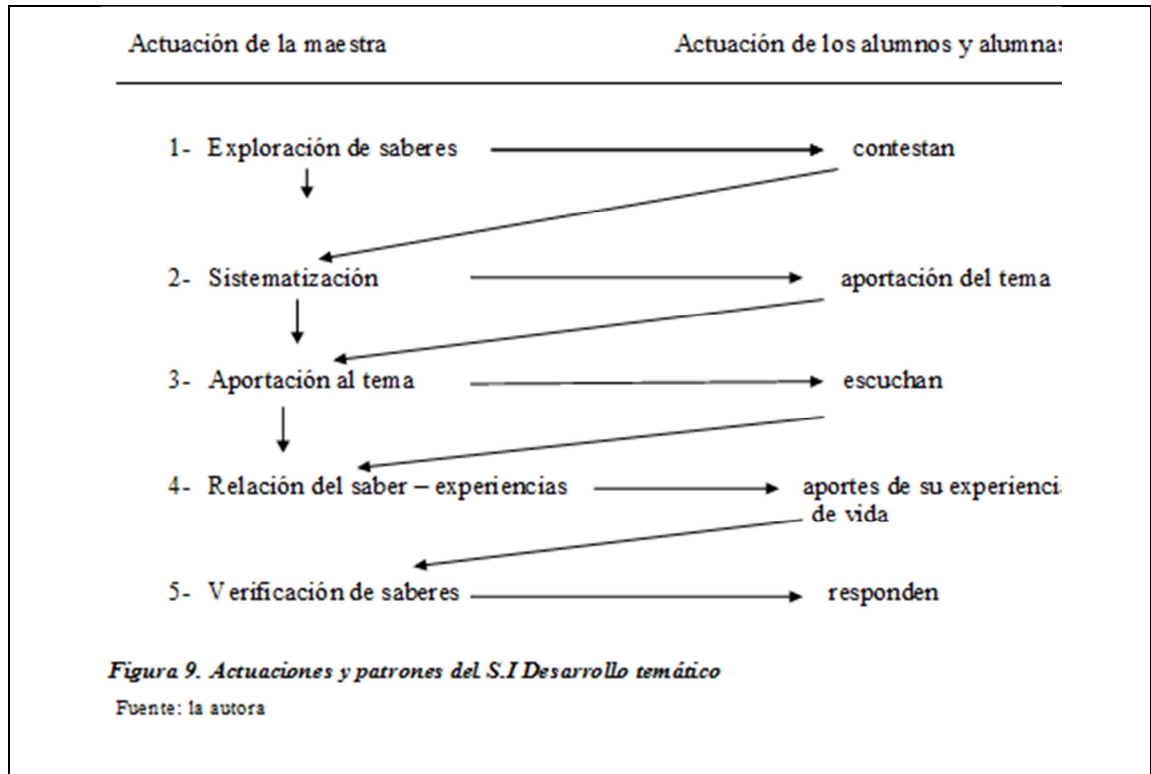 Actuación de la maestra Actuación de los alumnos y alumna
1- Exploración de saberes contestan
2- Sistematización aportación del tema
3- Aportación al tema escuchan
4- Relación del saber – experiencias aportes de su experienci
de vida
5- Verificación de saberes responden
Figura 9. Actuaciones y patrones del S.I Desarrollo temático
Fuente: la autora